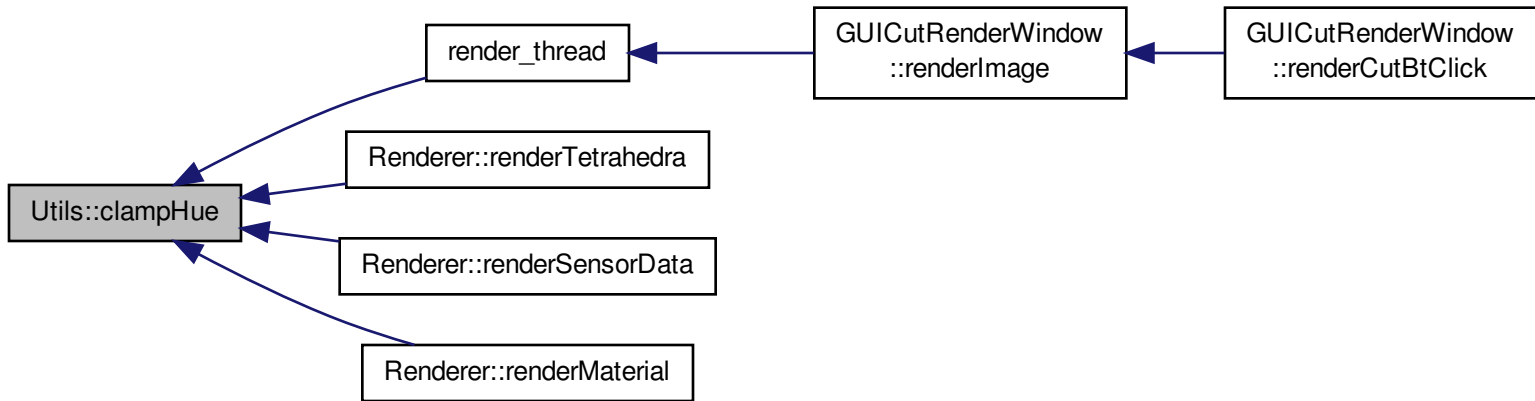 render_thread
GUICutRenderWindow
::renderImage
GUICutRenderWindow
::renderCutBtClick
Renderer::renderTetrahedra
Utils::clampHue
Renderer::renderSensorData
Renderer::renderMaterial